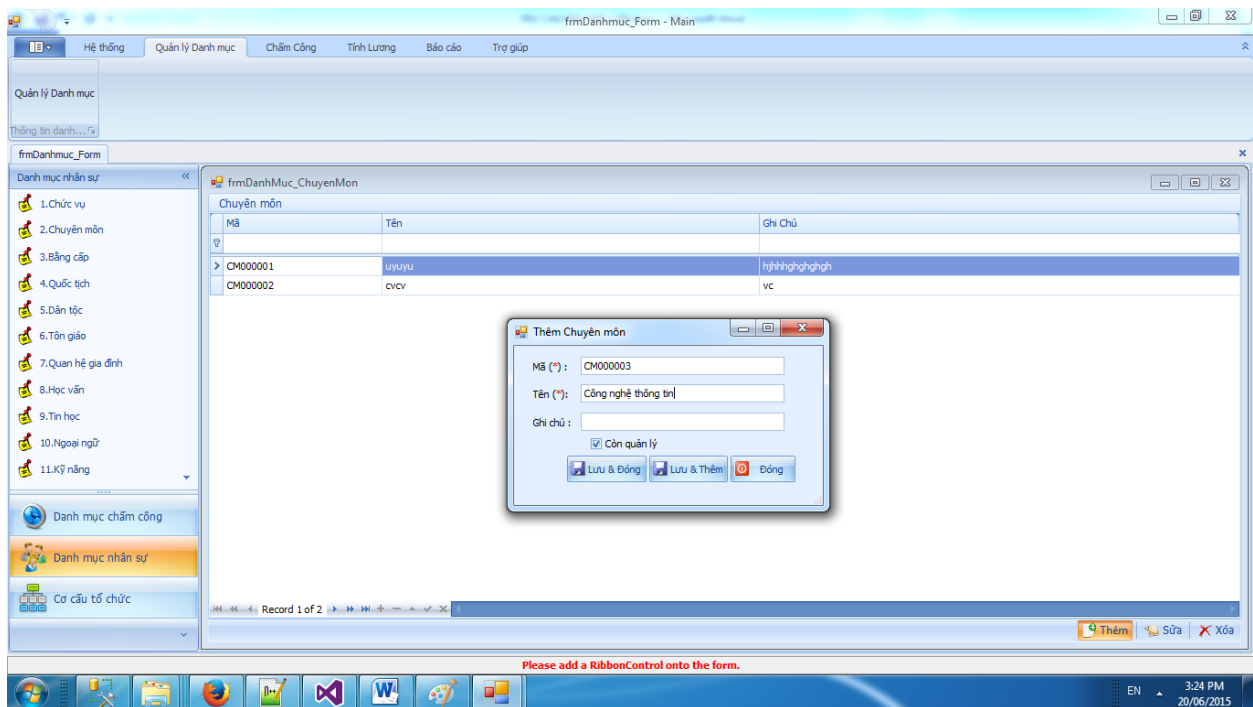 frmDanhmuc_Form - Main
Hệ thống Quản lý Danh mục Chấm Công Tính Lương Báo cáo Trợ giúp
Quản lý Danh mục
Thông tin danh...
frmDanhmuc_Form
Danh mục nhân sự
1.Chức vụ
2.Chuyên môn
3.Bằng cấp
4.Quốc tịch
5.Dân tộc
6.Tôn giáo
7.Quan hệ gia đình
8.Học vấn
9.Tin học
10.Ngoại ngữ
11.Kỹ năng
Danh mục chấm công
Danh mục nhân sự
Cơ cấu tổ chức
frmDanhMuc_ChuyenMon
Chuyên môn
Mã Tên Ghi Chú
CM000001 uyuyu hjhhhghghghgh
CM000002 cvcv vc
Thêm Chuyên môn
Mã (*) : CM000003
Tên (*): Công nghệ thông tin
Ghi chú :
Còn quản lý
Lưu & Đóng Lưu & Thêm Đóng
Record 1 of 2
Thêm Sửa Xóa
Please add a RibbonControl onto the form.
EN 3:24 PM
20/06/2015